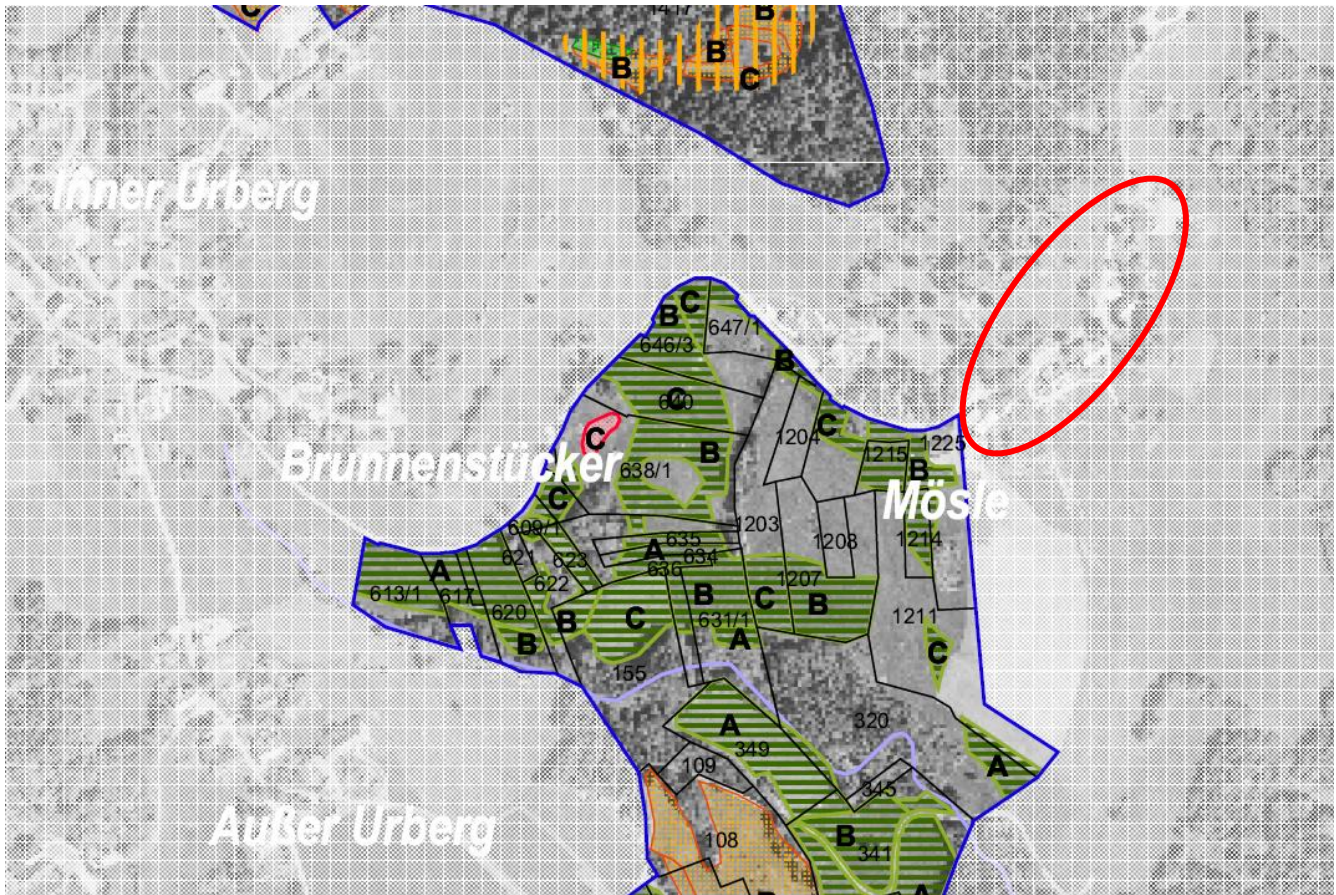 C
1417
B
B
B
C
Inner Urberg
C
B
647/1
646/3
B
C
640
C
1204
C
1215
1225
B
B
Brunnenstücker
638/1
Mösle
C
609/1
1203
635
1208
1214
621
623
A
634
636
A
613/1
617
622
1207
620
B
C
B
B
C
631/1
1211
B
A
C
155
A
320
349
A
109
345
B
108
341
Außer Urberg
B
A